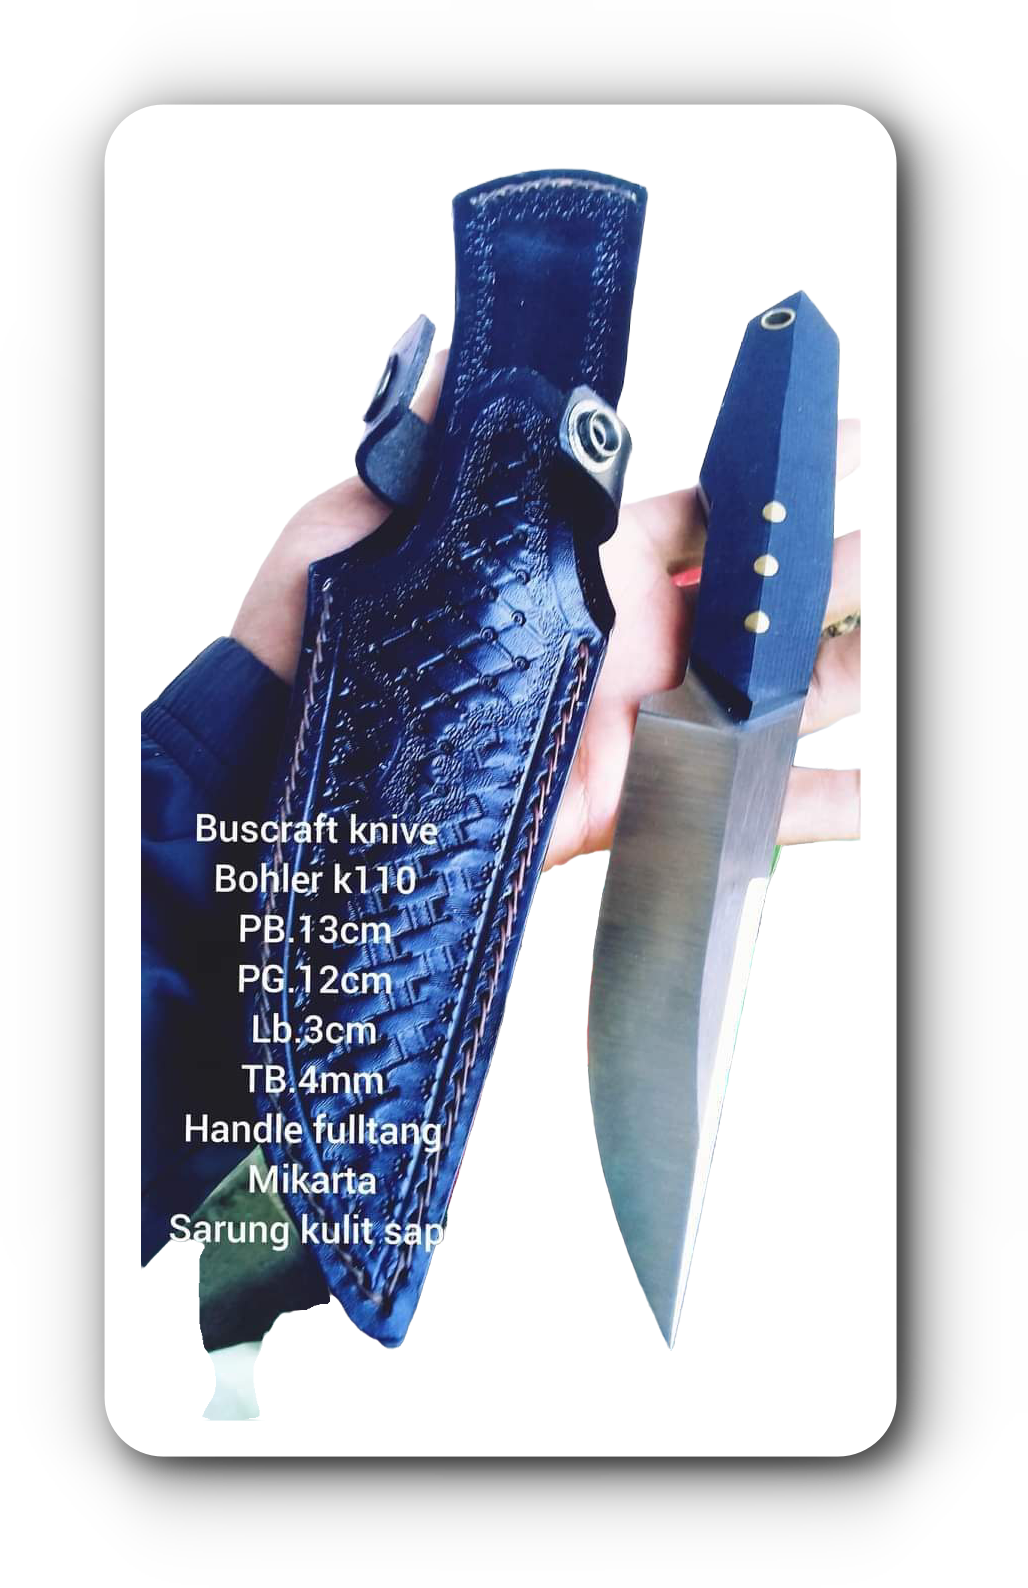 Buscraft knive
Bohler k110
PB.13cm
PG.12cm
Lb.3cm
TB.4mm
Handle fulltang
Mikarta
Sarung kulit sap